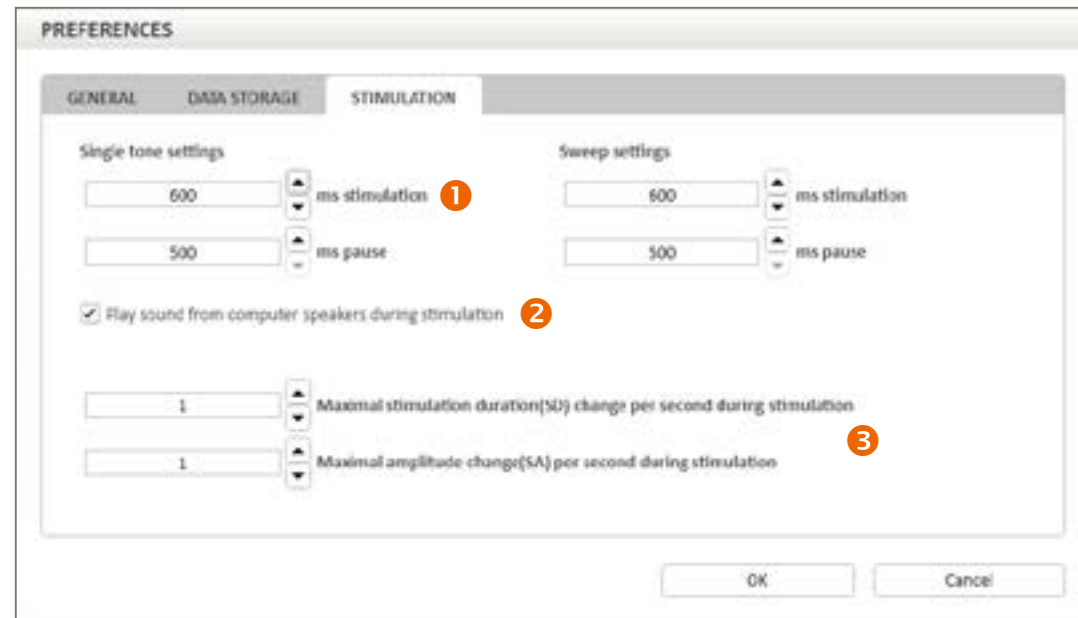 PREFERENCES
GENERAL DATA STORAGE STIMULATION
Single tone settings Sweep settings
600 ms stimulation 1 600 ms stimulation
500 ms pause 500 ms pause
Play sound from computer speakers during stimulation 2
1 Maximal stimulation duration(SD) change per second during stimulation
3
1 Maximal amplitude change(SA) per second during stimulation
OK Cancel